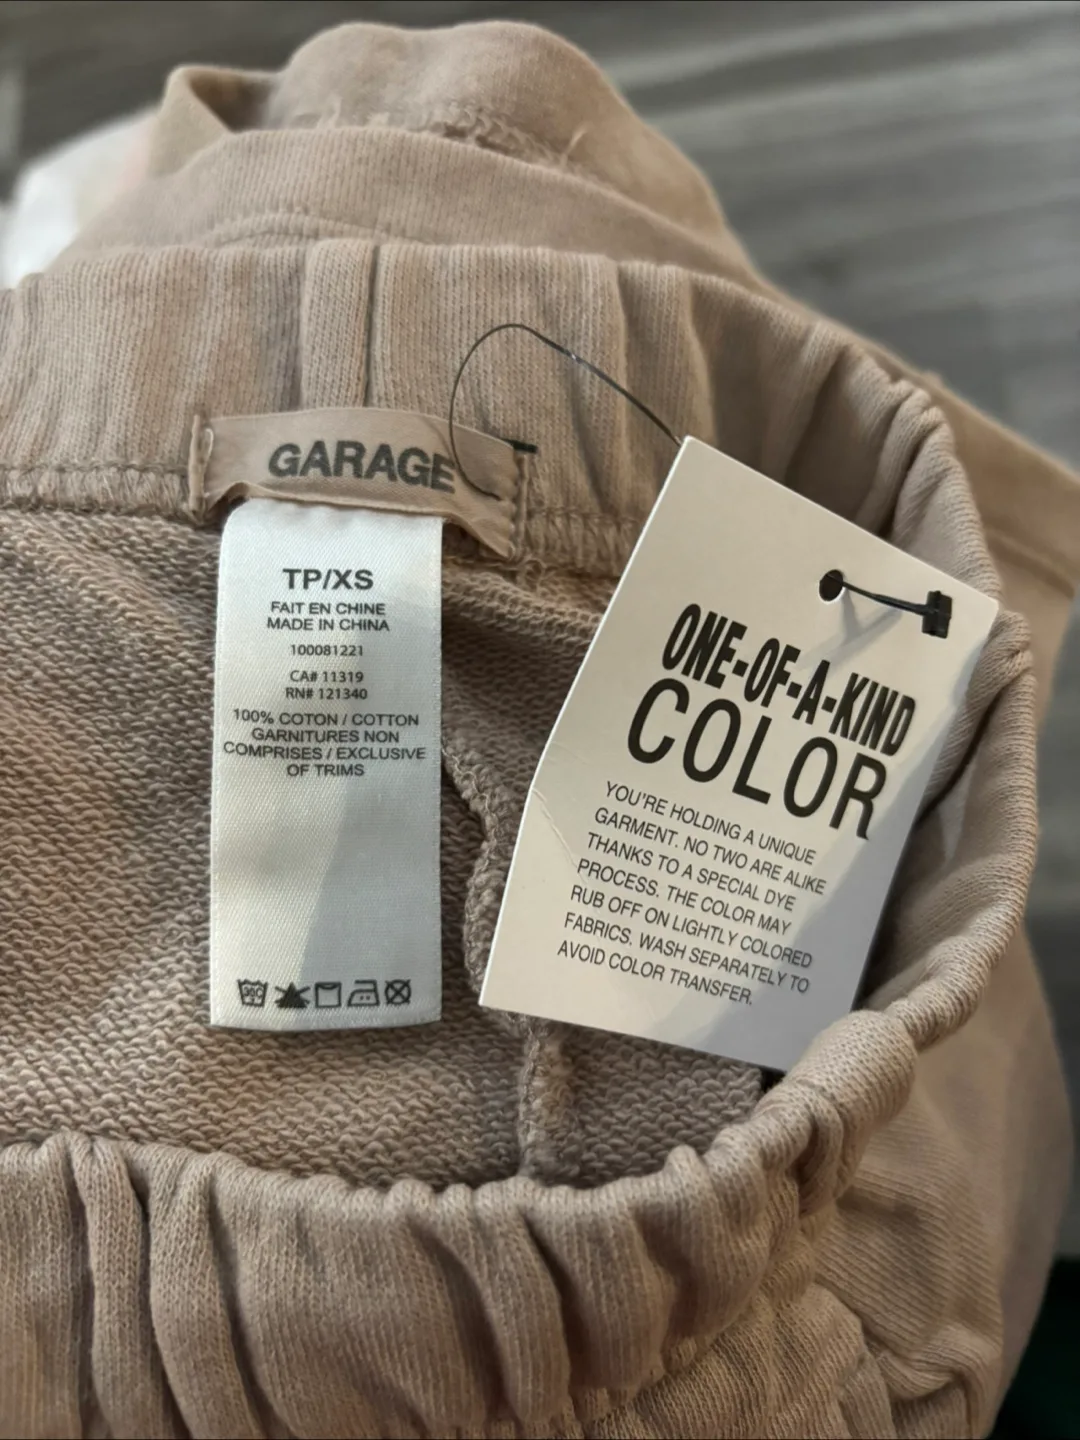 GARAGE
TP/XS
FAIT EN CHINE
MADE IN CHINA
100081221
CA# 11319
RN# 121340
100% COTON / COTTON
GARNITURES NON
COMPRISES / EXCLUSIVE
OF TRIMS
ONE-OF-A-KIND
COLOR
YOU'RE HOLDING A UNIQUE
GARMENT. NO TWO ARE ALIKE
THANKS TO A SPECIAL DYE
PROCESS. THE COLOR MAY
RUB OFF ON LIGHTLY COLORED
FABRICS. WASH SEPARATELY TO
AVOID COLOR TRANSFER.